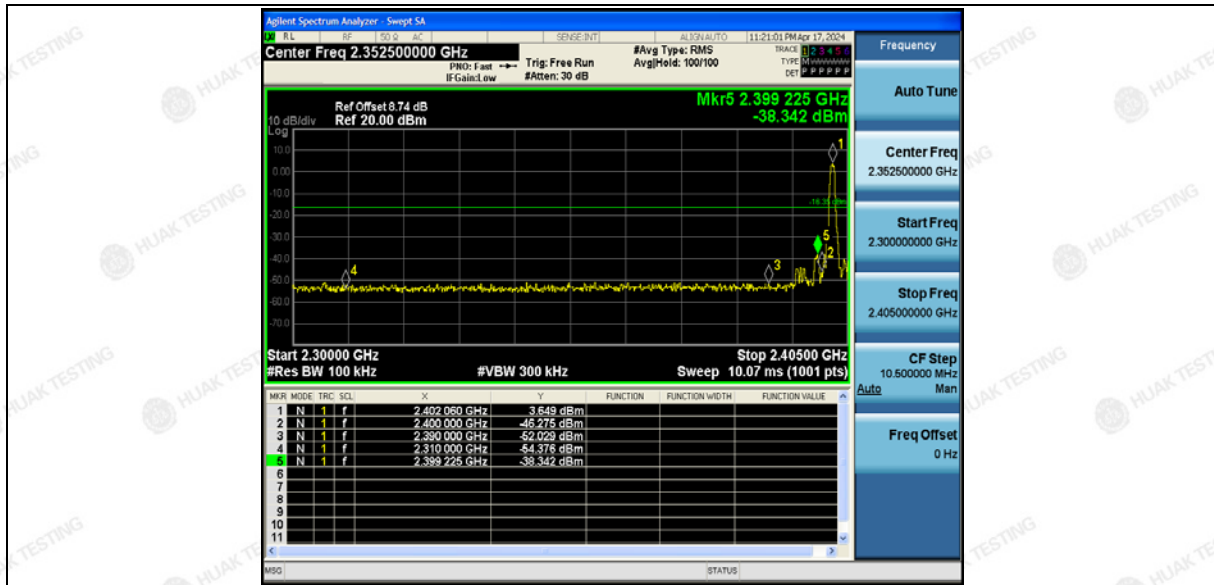 Agilent Spectrum Analyzer - Swept SA
RL RF 50 Ω AC SENSE:INT ALIGN AUTO 11:21:01 PM Apr 17, 2024
Center Freq 2.352500000 GHz
PNO: Fast
IFGain:Low
Trig: Free Run
#Atten: 30 dB
#Avg Type: RMS
Avg|Hold: 100/100
TRACE 1 2 3 4 5 6
TYPE M
DET P P P P P P
Frequency
Mkr5 2.399 225 GHz
-38.342 dBm
Ref Offset 8.74 dB
Ref 20.00 dBm
10 dB/div
Log
10.0
0.00
-10.0
-20.0
-30.0
-40.0
-50.0
-60.0
-70.0
1
-16.35 dBm
5
2
3
4
Start 2.30000 GHz
Stop 2.40500 GHz
#Res BW 100 kHz
#VBW 300 kHz
Sweep 10.07 ms (1001 pts)
MKR MODE TRC SCL X Y FUNCTION FUNCTION WIDTH FUNCTION VALUE
1 N 1 f 2.402 060 GHz 3.649 dBm
2 N 1 f 2.400 000 GHz -46.275 dBm
3 N 1 f 2.390 000 GHz -52.029 dBm
4 N 1 f 2.310 000 GHz -54.376 dBm
5 N 1 f 2.399 225 GHz -38.342 dBm
6
7
8
9
10
11
MSG
STATUS
Auto Tune
Center Freq
2.352500000 GHz
Start Freq
2.300000000 GHz
Stop Freq
2.405000000 GHz
CF Step
10.500000 MHz
Auto Man
Freq Offset
0 Hz
HUAK TESTING
HUAK TESTING
HUAK TESTING
HUAK TESTING